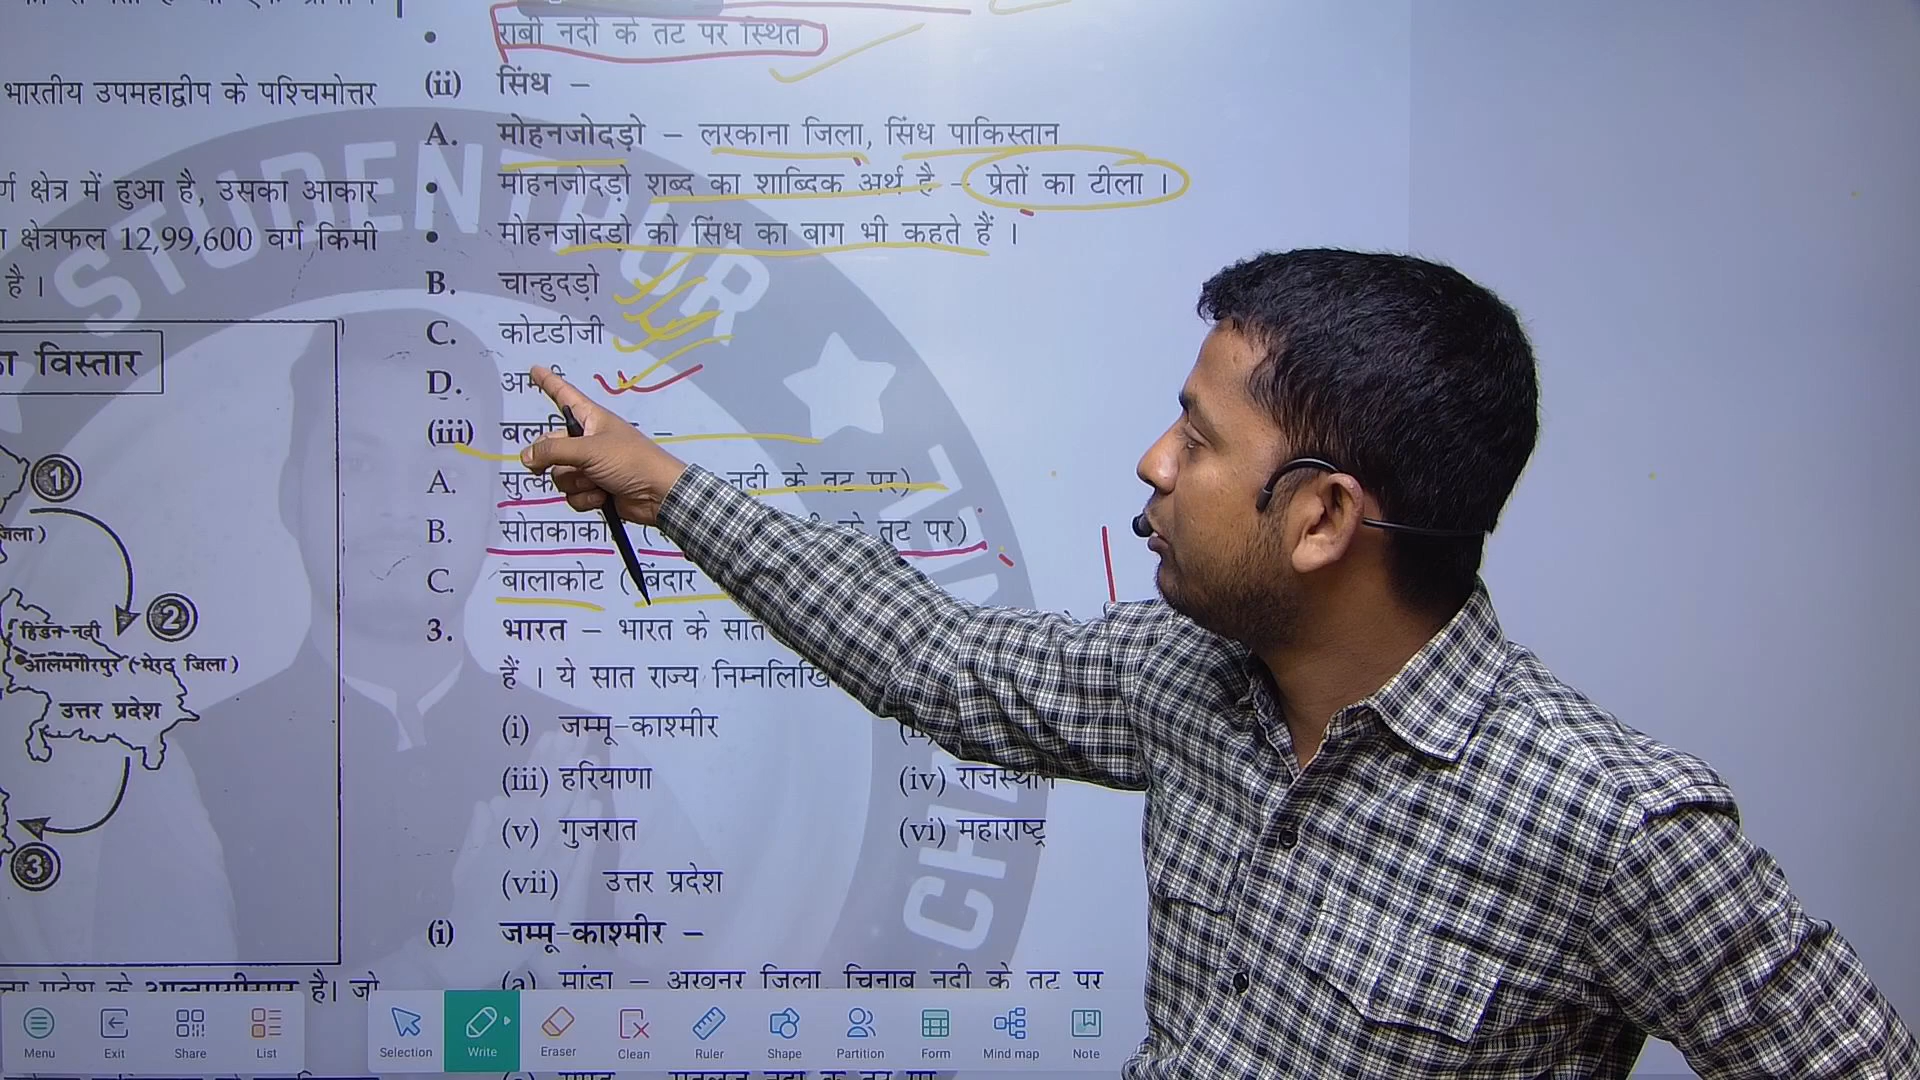 भारतीय उपमहाद्वीप के पश्चिमोत्तर
क्षेत्र में हुआ है, उसका आकार
क्षेत्रफल 12,99,600 वर्ग किमी
है ।
विस्तार
1
2
हिंडन-नदी
आलमगीरपुर (मेरठ जिला)
उत्तर प्रदेश
3
है। जो
• राबी नदी के तट पर स्थित
(ii) सिंध –
A. मोहनजोदड़ो – लरकाना जिला, सिंध पाकिस्तान
• मोहनजोदड़ो शब्द का शाब्दिक अर्थ है – प्रेतों का टीला ।
• मोहनजोदड़ो को सिंध का बाग भी कहते हैं ।
B. चान्हुदड़ो
C. कोटडीजी
D.
(iii) –
A. नदी के तट पर)
B. तट पर)
C. बालाकोट (बिंदार
3. भारत – भारत के सात
हैं । ये सात राज्य
(i) जम्मू-काश्मीर
(iii) हरियाणा (iv) राजस्थान
(v) गुजरात (vi) महाराष्ट्र
(vii) उत्तर प्रदेश
(i) जम्मू-काश्मीर –
(a) मांडा – अखनूर जिला चिनाब नदी के तट पर
STUDENTPUR
Menu Exit Share List Selection Write Eraser Clean Ruler Shape Partition Form Mind map Note